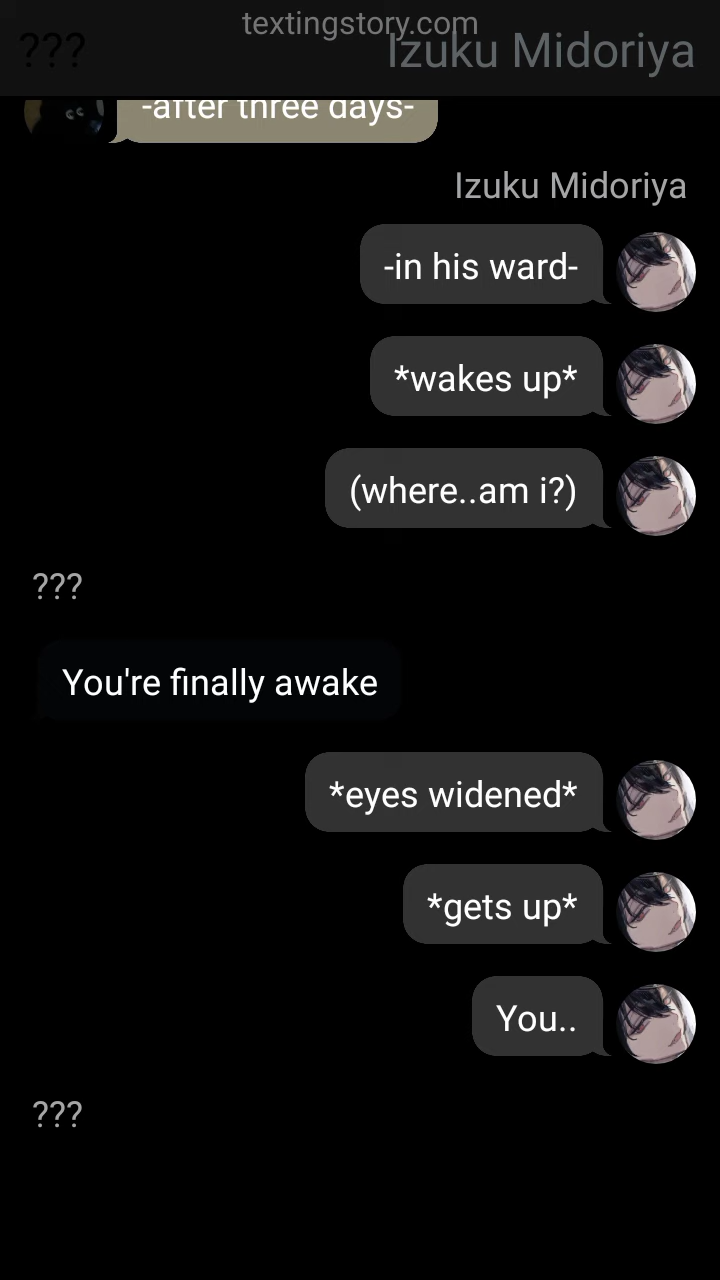 textingstory.com
???
Izuku Midoriya
-after three days-
Izuku Midoriya
-in his ward-
*wakes up*
(where..am i?)
???
You're finally awake
*eyes widened*
*gets up*
You..
???